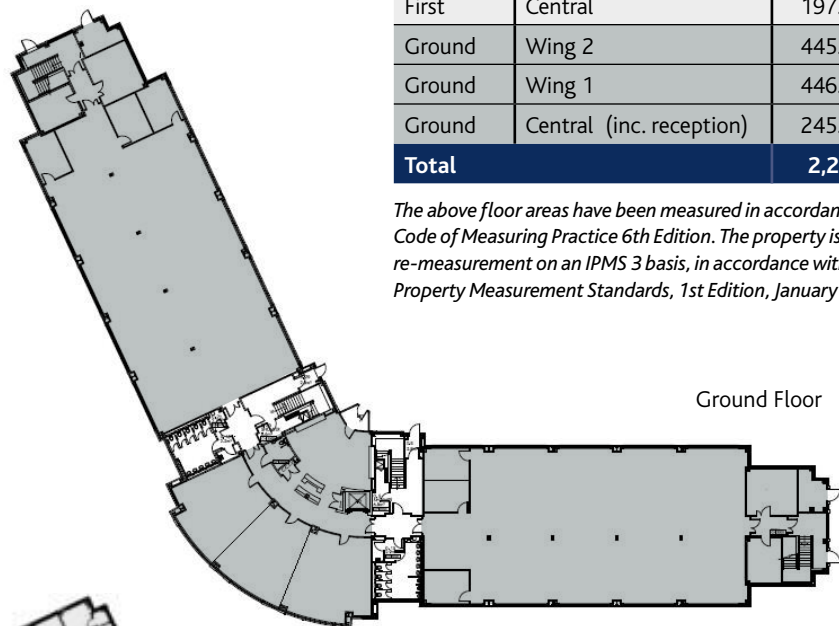 First Central 197
Ground Wing 2 445
Ground Wing 1 446
Ground Central (inc. reception) 245
Total 2,2
The above floor areas have been measured in accordan
Code of Measuring Practice 6th Edition. The property is
re-measurement on an IPMS 3 basis, in accordance wit
Property Measurement Standards, 1st Edition, January
Ground Floor